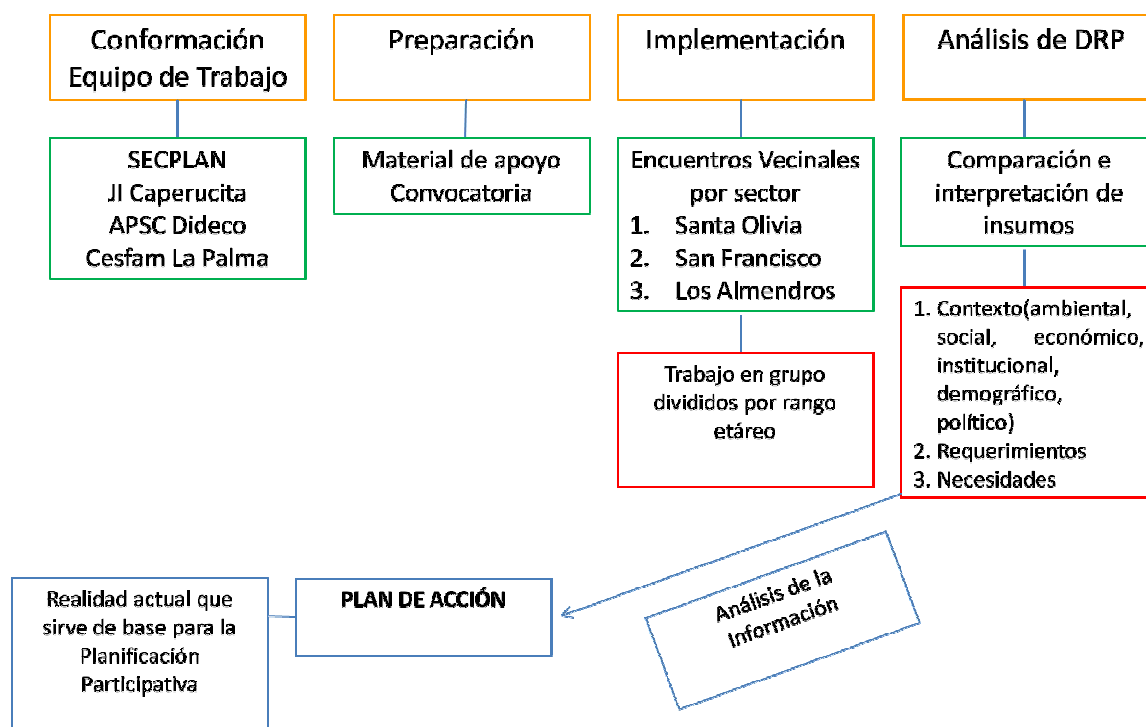 Conformación
Equipo de Trabajo
SECPLAN
JI Caperucita
APSC Dideco
Cesfam La Palma
Preparación
Material de apoyo
Convocatoria
Implementación
Encuentros Vecinales
por sector
1. Santa Olivia
2. San Francisco
3. Los Almendros
Trabajo en grupo
divididos por rango
etáreo
Análisis de DRP
Comparación e
interpretación de
insumos
1. Contexto(ambiental,
social, económico,
institucional,
demográfico,
político)
2. Requerimientos
3. Necesidades
Análisis de la
Información
PLAN DE ACCIÓN
Realidad actual que
sirve de base para la
Planificación
Participativa